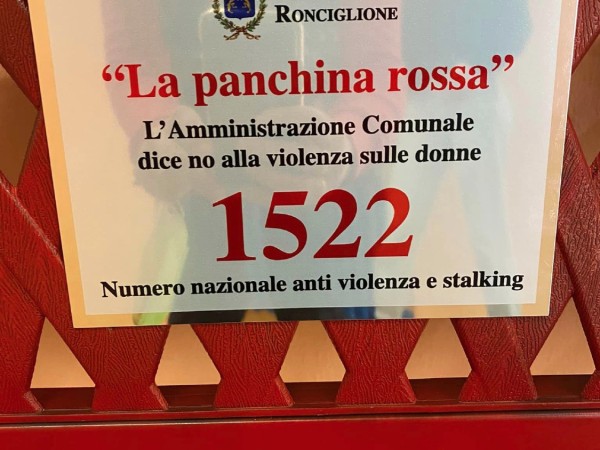 RONCIGLIONE
“La panchina rossa”
L’Amministrazione Comunale
dice no alla violenza sulle donne
1522
Numero nazionale anti violenza e stalking